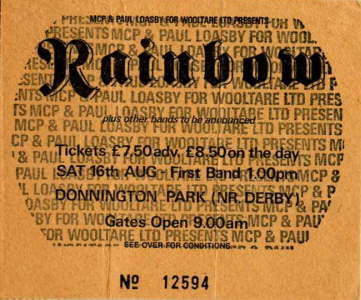 MCP & PAUL LOASBY FOR WOOLTARE LTD PRESENTS
Rainbow
plus other bands to be announced
Tickets £7.50 adv. £8.50 on the day
SAT 16th AUG - First Band 1.00pm
DONNINGTON PARK (NR. DERBY)
Gates Open 9.00am
SEE OVER FOR CONDITIONS
Nº 12594